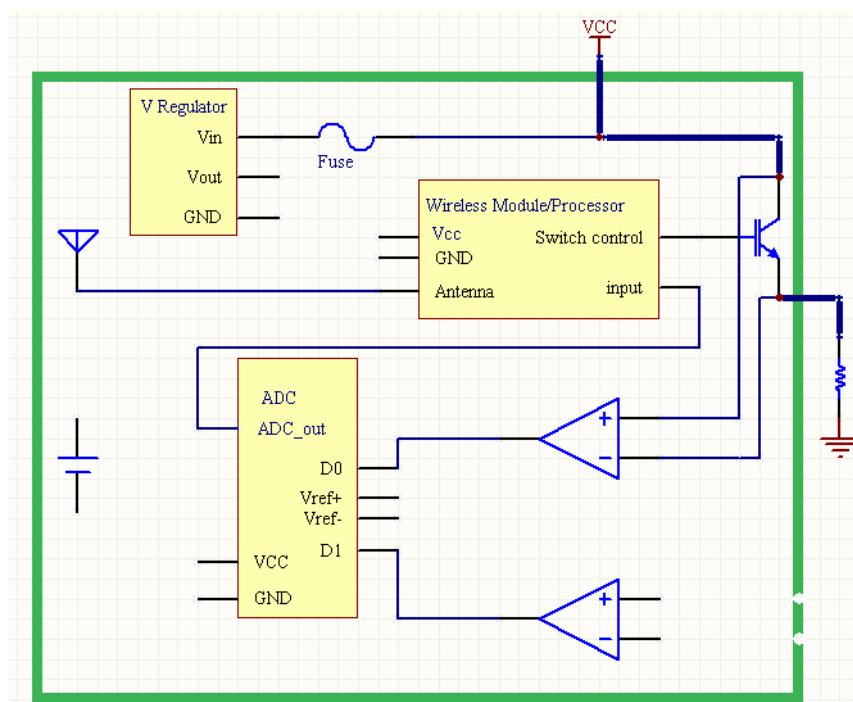 VCC
V Regulator
Vin
Fuse
Vout
GND
Wireless Module/Processor
Vcc
Switch control
GND
Antenna
input
ADC
ADC_out
D0
Vref+
Vref-
D1
VCC
GND
+
-
+
-